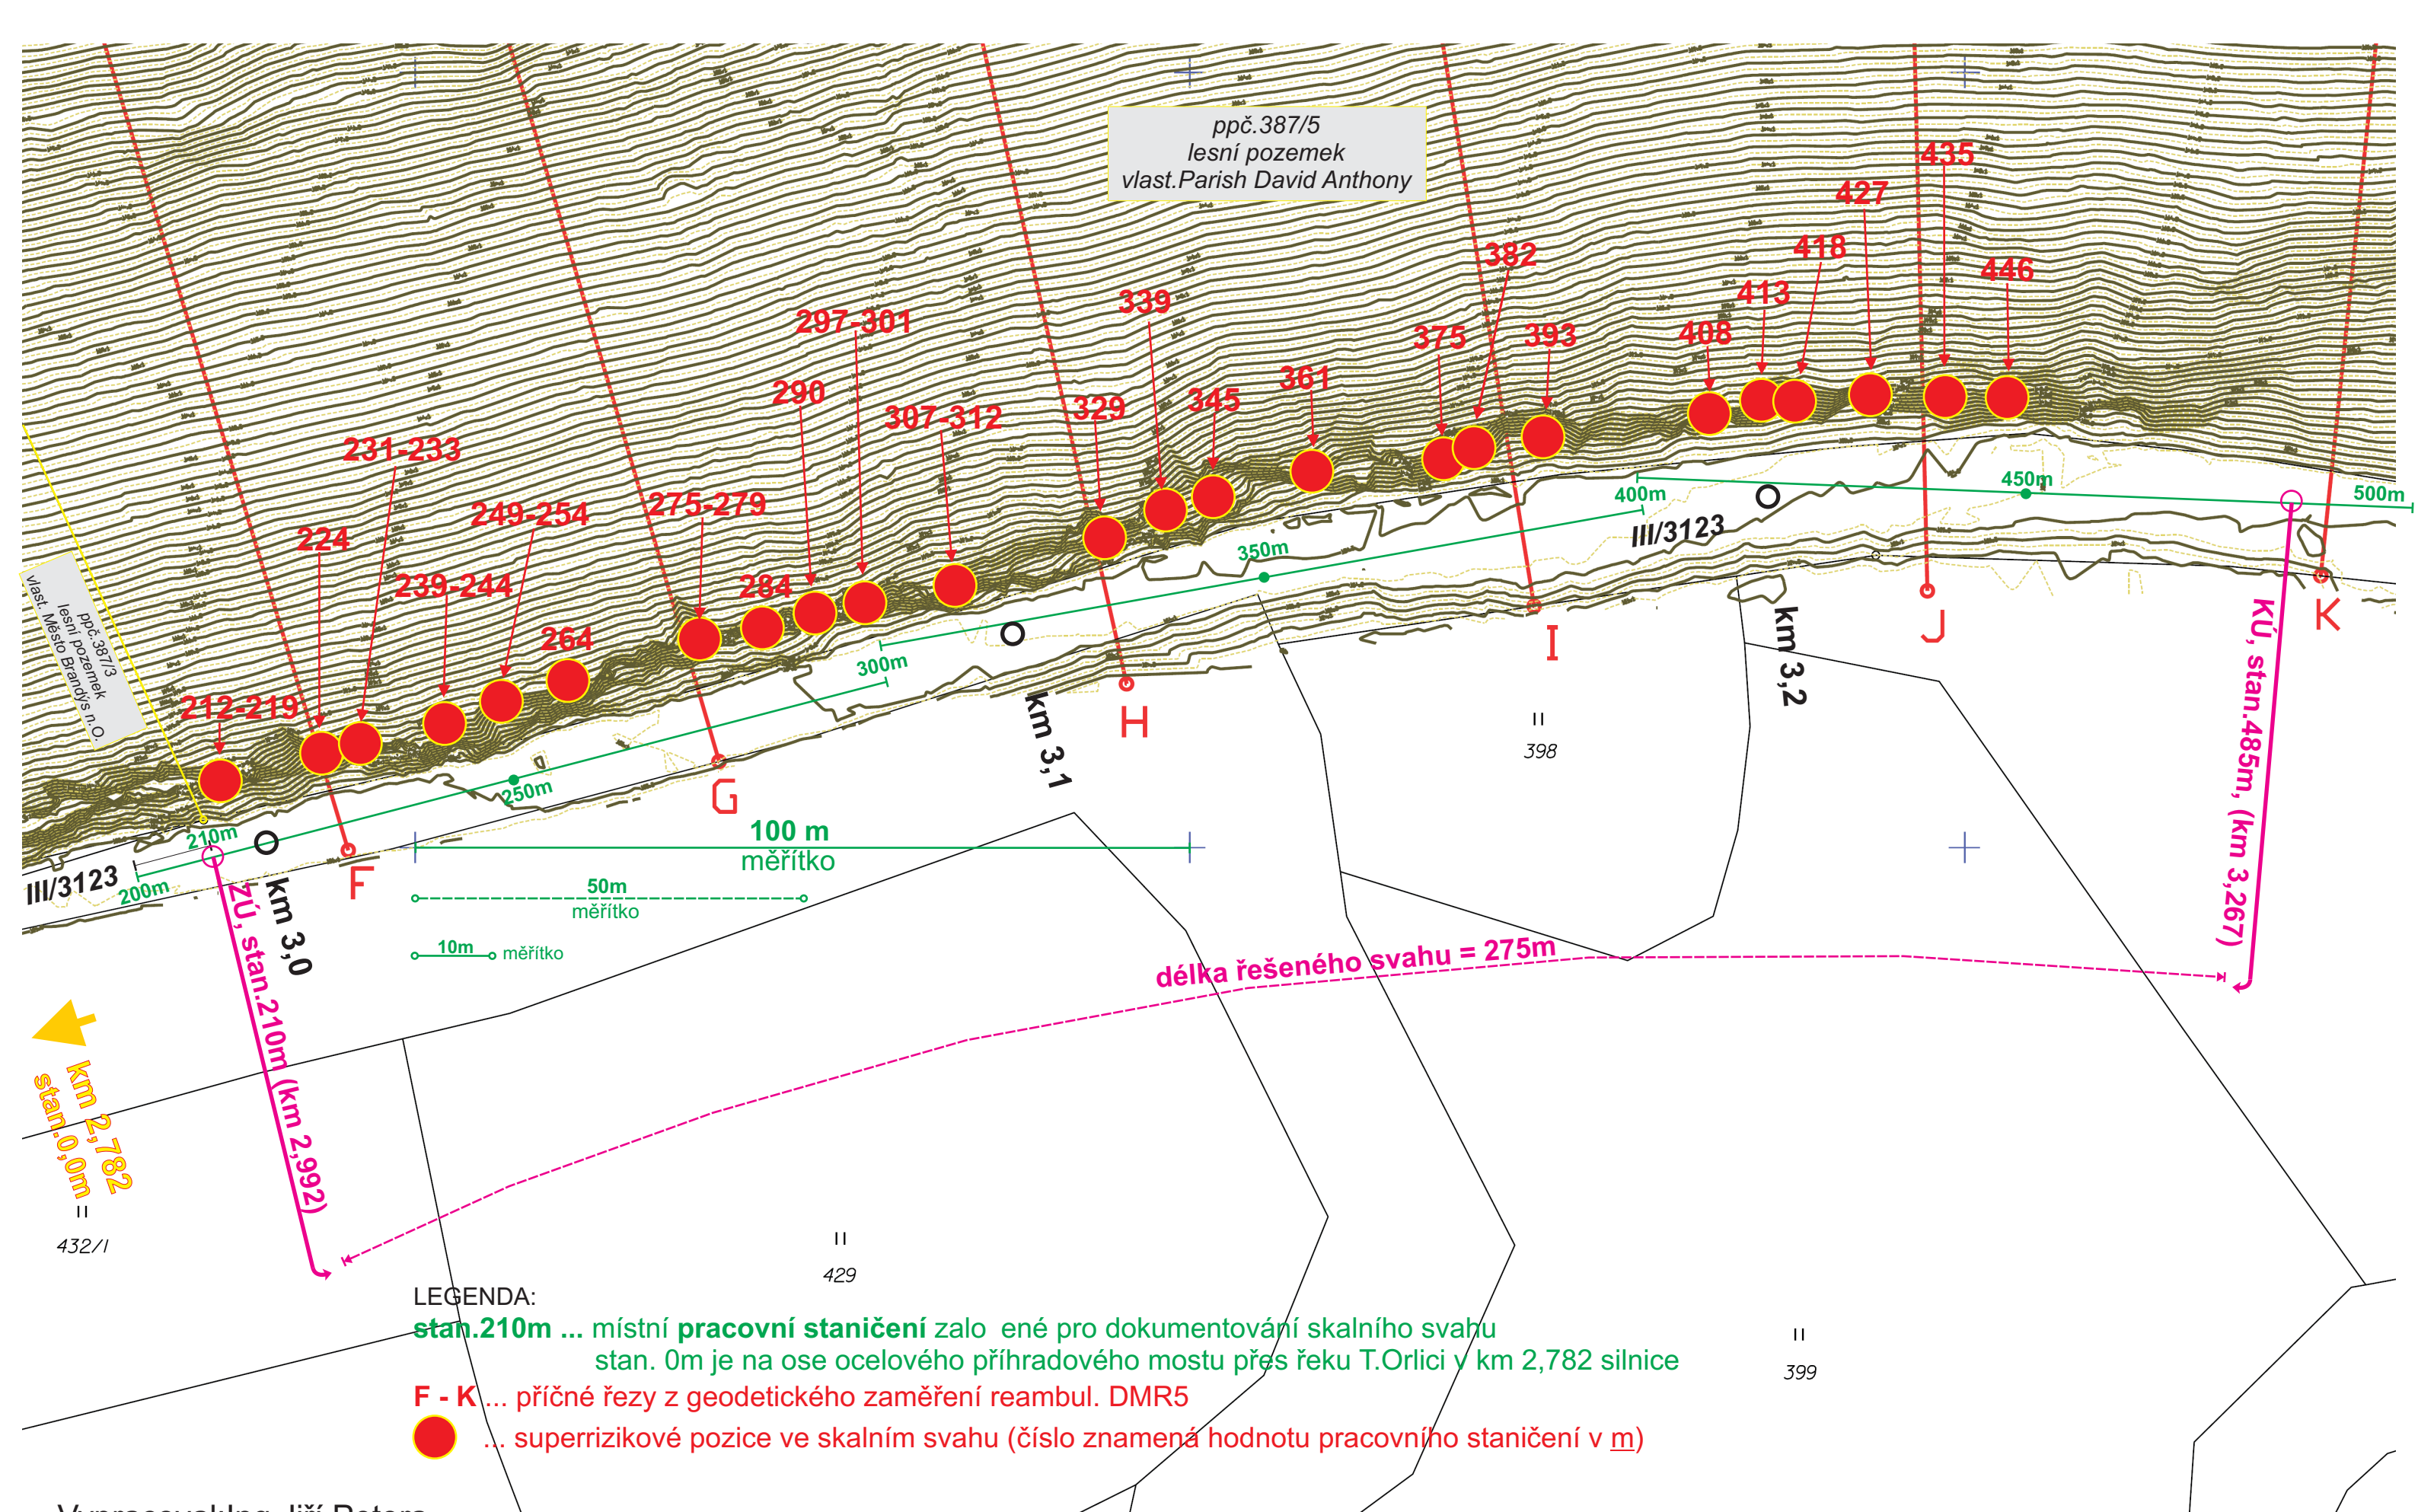 ppč.387/5
lesní pozemek
vlast.Parish David Anthony
435
427
418
446
382
413
339
297-301
408
375
393
361
290
345
329
307-312
231-233
249-254
275-279
224
239-244
284
264
212-219
ppč.387/3
lesní pozemek
vlast. Město Brandýs n.O.
400m
450m
500m
350m
300m
250m
210m
200m
III/3123
III/3123
km 3,0
km 3,1
km 3,2
F
G
H
I
J
K
100 m
měřítko
50m
měřítko
10m
měřítko
ZÚ, stan.210m (km 2,992)
KÚ, stan.485m, (km 3,267)
délka řešeného svahu = 275m
km 2,782
stan.0,0m
432/1
429
398
399
LEGENDA:
stan.210m ... místní pracovní staničení zalo ené pro dokumentování skalního svahu
stan. 0m je na ose ocelového příhradového mostu přes řeku T.Orlici v km 2,782 silnice
F - K ... příčné řezy z geodetického zaměření reambul. DMR5
... superrizikové pozice ve skalním svahu (číslo znamená hodnotu pracovního staničení v m)